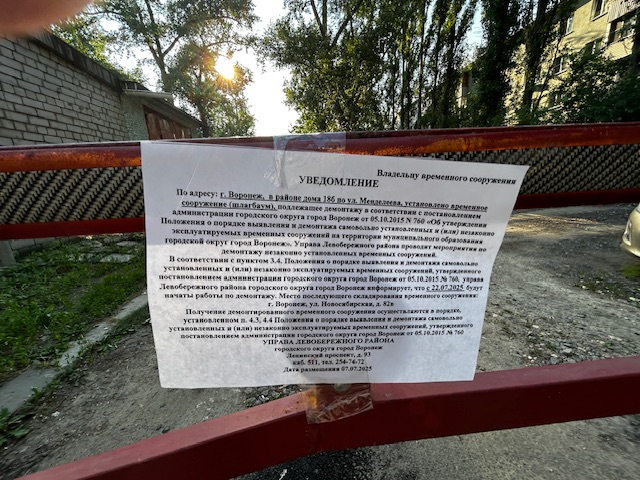 Владельцу временного сооружения
УВЕДОМЛЕНИЕ
По адресу: г. Воронеж, в районе дома 18б по ул. Менделеева, установлено временное
сооружение (шлагбаум), подлежащее демонтажу в соответствии с постановлением
администрации городского округа город Воронеж от 05.10.2015 № 760 «Об утверждении
Положения о порядке выявления и демонтажа самовольно установленных и (или) незаконно
эксплуатируемых временных сооружений на территории муниципального образования
городской округ город Воронеж». Управа Левобережного района проводит мероприятия по
демонтажу незаконно установленных временных сооружений.
В соответствии с пунктом 3.4. Положения о порядке выявления и демонтажа самовольно
установленных и (или) незаконно эксплуатируемых временных сооружений, утвержденного
постановлением администрации городского округа город Воронеж от 05.10.2015 № 760, управа
Левобережного района городского округа город Воронеж информирует, что с 22.07.2025 будут
начаты работы по демонтажу. Место последующего складирования временного сооружения:
г. Воронеж, ул. Новосибирская, д. 82в
Получение демонтированного временного сооружения осуществляются в порядке,
установленном п. 4.3, 4.4 Положения о порядке выявления и демонтажа самовольно
установленных и (или) незаконно эксплуатируемых временных сооружений, утвержденного
постановлением администрации городского округа город Воронеж от 05.10.2015 № 760
УПРАВА ЛЕВОБЕРЕЖНОГО РАЙОНА
городского округа город Воронеж
Ленинский проспект, д. 93
каб. 511, тел. 254-74-72
Дата размещения 07.07.2025